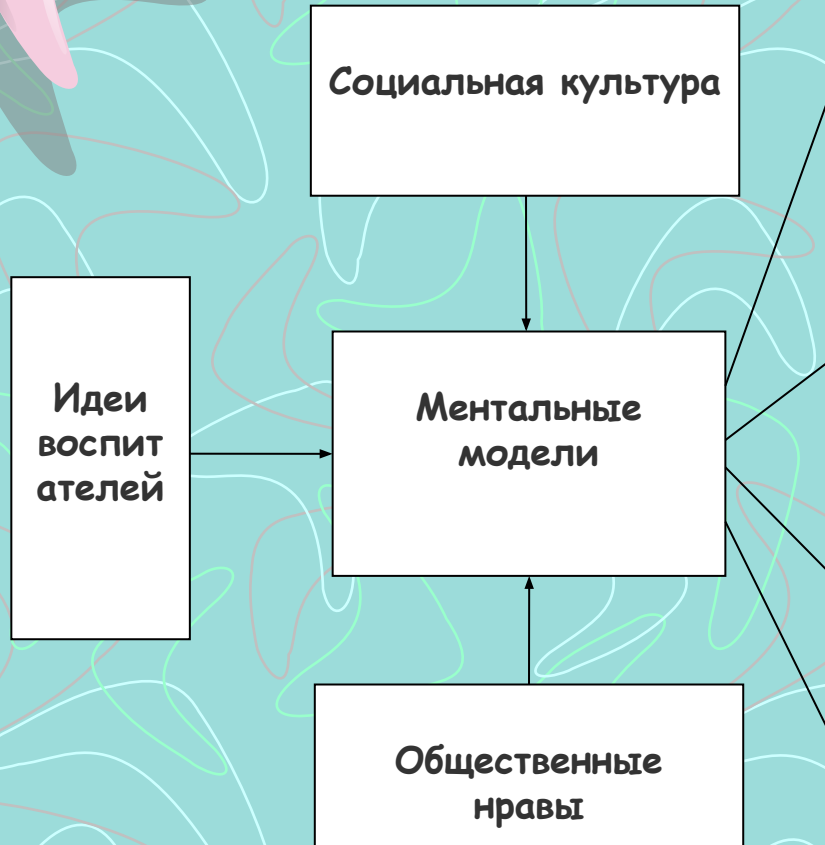 Социальная культура
Идеи
воспит
ателей
Ментальные
модели
Общественные
нравы